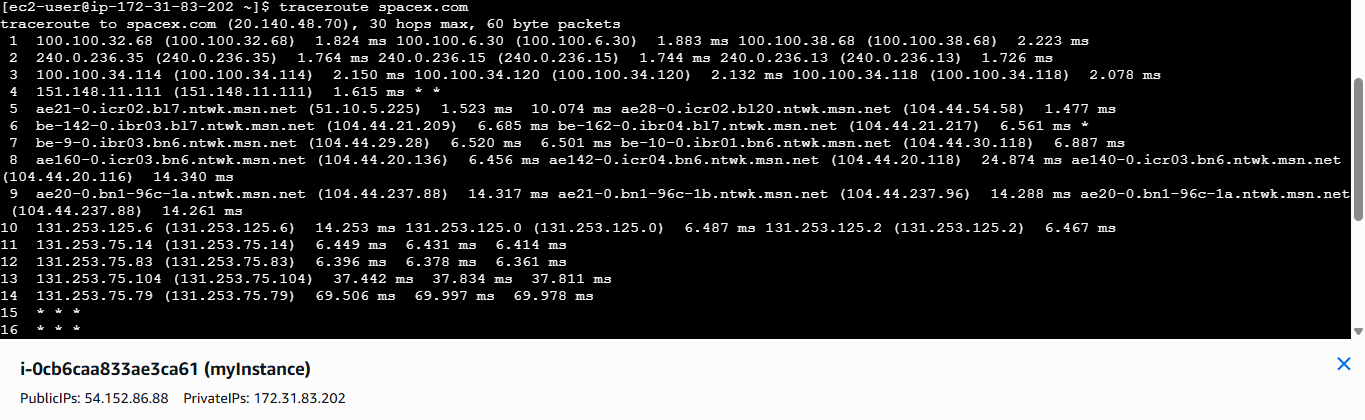 [ec2-user@ip-172-31-83-202 ~]$ traceroute spacex.com
traceroute to spacex.com (20.140.48.70), 30 hops max, 60 byte packets
1 100.100.32.68 (100.100.32.68) 1.824 ms 100.100.6.30 (100.100.6.30) 1.883 ms 100.100.38.68 (100.100.38.68) 2.223 ms
2 240.0.236.35 (240.0.236.35) 1.764 ms 240.0.236.15 (240.0.236.15) 1.744 ms 240.0.236.13 (240.0.236.13) 1.726 ms
3 100.100.34.114 (100.100.34.114) 2.150 ms 100.100.34.120 (100.100.34.120) 2.132 ms 100.100.34.118 (100.100.34.118) 2.078 ms
4 151.148.11.111 (151.148.11.111) 1.615 ms * *
5 ae21-0.icr02.bl7.ntwk.msn.net (51.10.5.225) 1.523 ms 10.074 ms ae28-0.icr02.bl20.ntwk.msn.net (104.44.54.58) 1.477 ms
6 be-142-0.ibr03.bl7.ntwk.msn.net (104.44.21.209) 6.685 ms be-162-0.ibr04.bl7.ntwk.msn.net (104.44.21.217) 6.561 ms *
7 be-9-0.ibr03.bn6.ntwk.msn.net (104.44.29.28) 6.520 ms 6.501 ms be-10-0.ibr01.bn6.ntwk.msn.net (104.44.30.118) 6.887 ms
8 ae160-0.icr03.bn6.ntwk.msn.net (104.44.20.136) 6.456 ms ae142-0.icr04.bn6.ntwk.msn.net (104.44.20.118) 24.874 ms ae140-0.icr03.bn6.ntwk.msn.net
(104.44.20.116) 14.340 ms
9 ae20-0.bn1-96c-1a.ntwk.msn.net (104.44.237.88) 14.317 ms ae21-0.bn1-96c-1b.ntwk.msn.net (104.44.237.96) 14.288 ms ae20-0.bn1-96c-1a.ntwk.msn.net
(104.44.237.88) 14.261 ms
10 131.253.125.6 (131.253.125.6) 14.253 ms 131.253.125.0 (131.253.125.0) 6.487 ms 131.253.125.2 (131.253.125.2) 6.467 ms
11 131.253.75.14 (131.253.75.14) 6.449 ms 6.431 ms 6.414 ms
12 131.253.75.83 (131.253.75.83) 6.396 ms 6.378 ms 6.361 ms
13 131.253.75.104 (131.253.75.104) 37.442 ms 37.834 ms 37.811 ms
14 131.253.75.79 (131.253.75.79) 69.506 ms 69.997 ms 69.978 ms
15 * * *
16 * * *
i-0cb6caa833ae3ca61 (myInstance)
PublicIPs: 54.152.86.88 PrivateIPs: 172.31.83.202